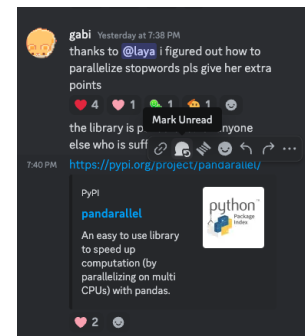 gabi Yesterday at 7:38 PM
thanks to @laya i figured out how to
parallelize stopwords pls give her extra
points
4 1 1 1
Mark Unread
the library is
else who is suff
7:40 PM https://pypi.org/project/pandarallel/
PyPI
pandarallel
An easy to use library
to speed up
computation (by
parallelizing on multi
CPUs) with pandas.
python
Package
Index
2